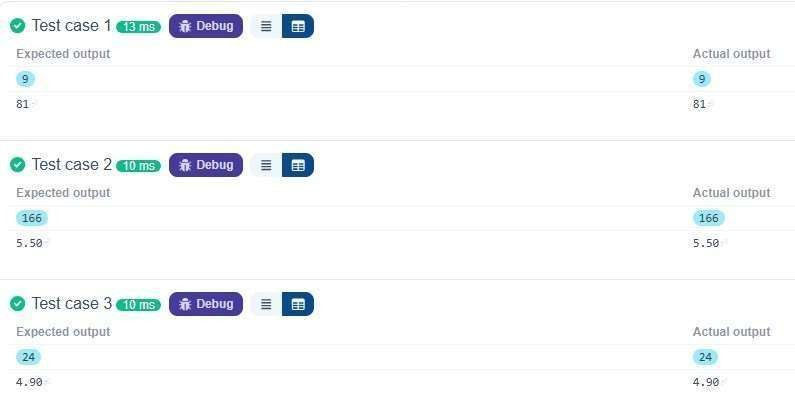 Test case 1 13 ms Debug
Expected output Actual output
9 9
81 81
Test case 2 10 ms Debug
Expected output Actual output
166 166
5.50 5.50
Test case 3 10 ms Debug
Expected output Actual output
24 24
4.90 4.90